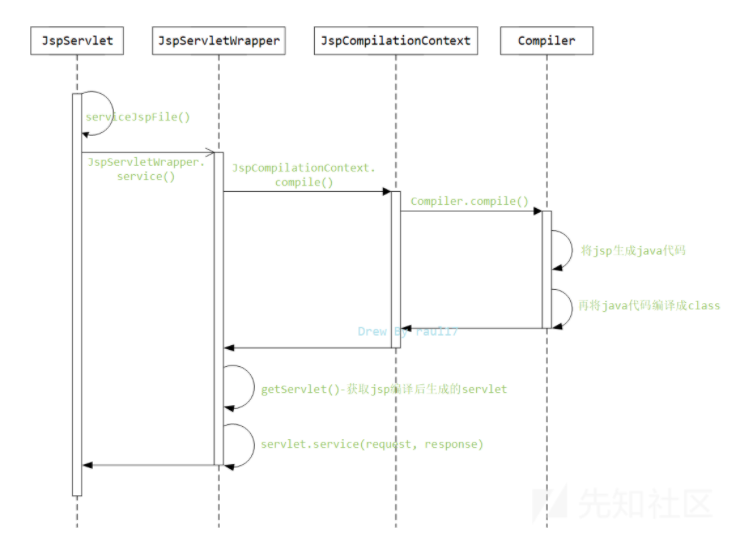 JspServlet
JspServletWrapper
JspCompilationContext
Compiler
serviceJspFile()
JspServletWrapper.
service()
JspCompilationContext.
compile()
Compiler.compile()
将jsp生成java代码
再将java代码编译成class
Drew By
getServlet()-获取jsp编译后生成的servlet
servlet.service(request, response)
先知社区